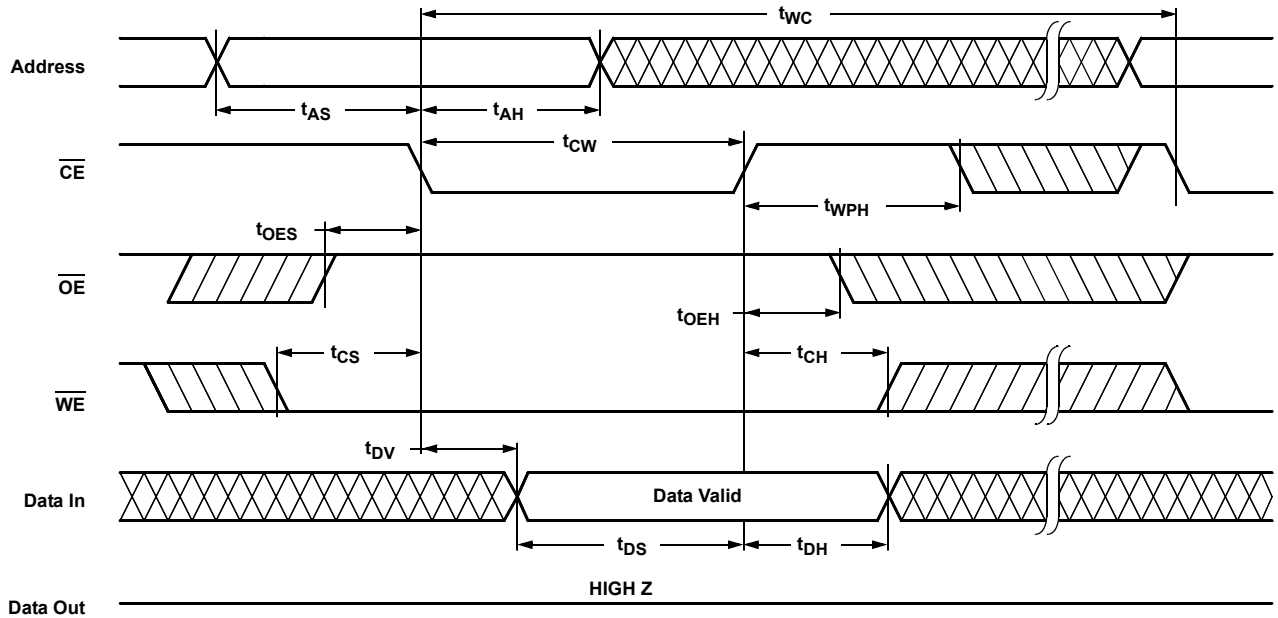 tWC
Address
tAS
tAH
tCW
CE
tWPH
tOES
OE
tOEH
tCS
tCH
WE
tDV
Data In
Data Valid
tDS
tDH
HIGH Z
Data Out